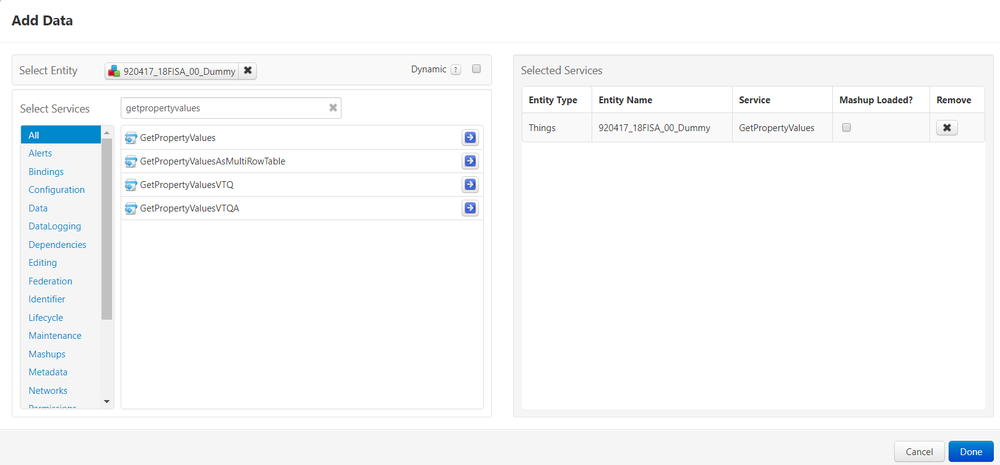 Add Data
Select Entity
920417_18FISA_00_Dummy
Dynamic ?
Select Services
getpropertyvalues
All
Alerts
Bindings
Configuration
Data
DataLogging
Dependencies
Editing
Federation
Identifier
Lifecycle
Maintenance
Mashups
Metadata
Networks
Permissions
GetPropertyValues
GetPropertyValuesAsMultiRowTable
GetPropertyValuesVTQ
GetPropertyValuesVTQA
Selected Services
Entity Type Entity Name Service Mashup Loaded? Remove
Things 920417_18FISA_00_Dummy GetPropertyValues
Cancel Done